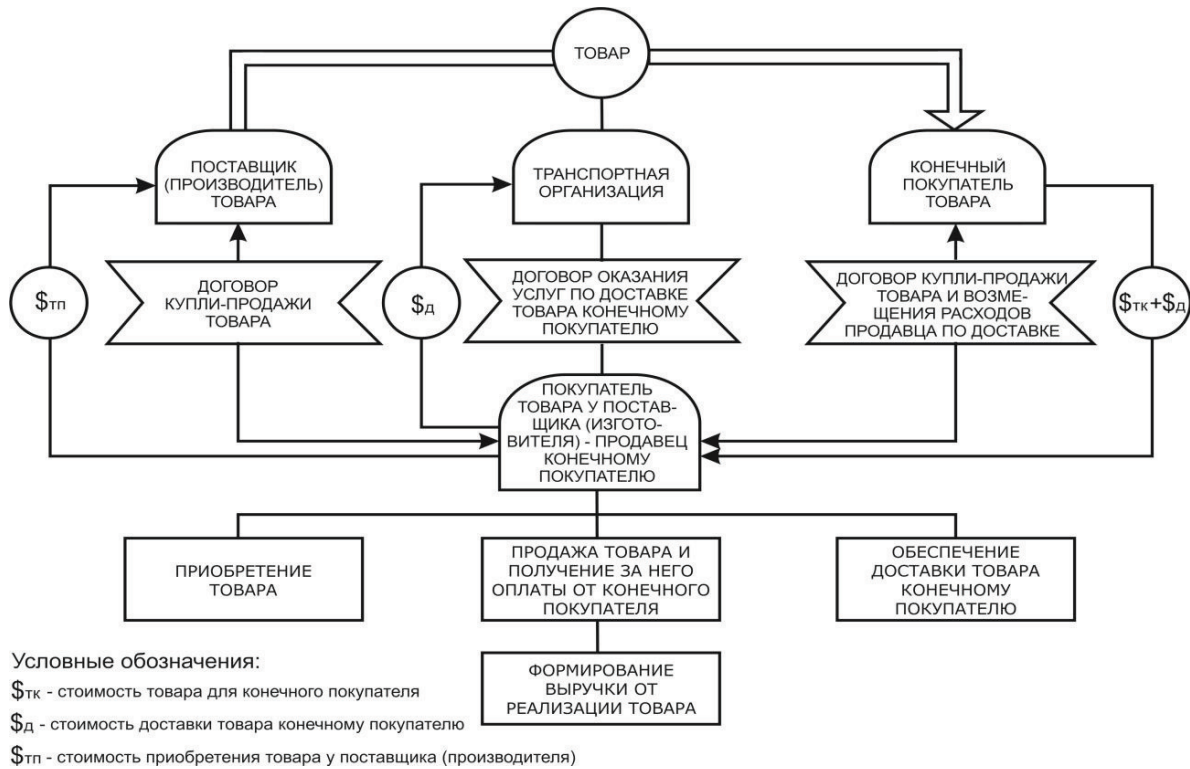 ТОВАР
ПОСТАВЩИК
(ПРОИЗВОДИТЕЛЬ)
ТОВАРА
ТРАНСПОРТНАЯ
ОРГАНИЗАЦИЯ
КОНЕЧНЫЙ
ПОКУПАТЕЛЬ
ТОВАРА
$тп
ДОГОВОР
КУПЛИ-ПРОДАЖИ
ТОВАРА
$д
ДОГОВОР ОКАЗАНИЯ
УСЛУГ ПО ДОСТАВКЕ
ТОВАРА КОНЕЧНОМУ
ПОКУПАТЕЛЮ
ДОГОВОР КУПЛИ-ПРОДАЖИ
ТОВАРА И ВОЗМЕ-
ЩЕНИЯ РАСХОДОВ
ПРОДАВЦА ПО ДОСТАВКЕ
$тк+$д
ПОКУПАТЕЛЬ
ТОВАРА У ПОСТАВ-
ЩИКА (ИЗГОТО-
ВИТЕЛЯ) - ПРОДАВЕЦ
КОНЕЧНОМУ
ПОКУПАТЕЛЮ
ПРИОБРЕТЕНИЕ
ТОВАРА
ПРОДАЖА ТОВАРА И
ПОЛУЧЕНИЕ ЗА НЕГО
ОПЛАТЫ ОТ КОНЕЧНОГО
ПОКУПАТЕЛЯ
ОБЕСПЕЧЕНИЕ
ДОСТАВКИ ТОВАРА
КОНЕЧНОМУ
ПОКУПАТЕЛЮ
ФОРМИРОВАНИЕ
ВЫРУЧКИ ОТ
РЕАЛИЗАЦИИ ТОВАРА
Условные обозначения:
$тк - стоимость товара для конечного покупателя
$д - стоимость доставки товара конечному покупателю
$тп - стоимость приобретения товара у поставщика (производителя)